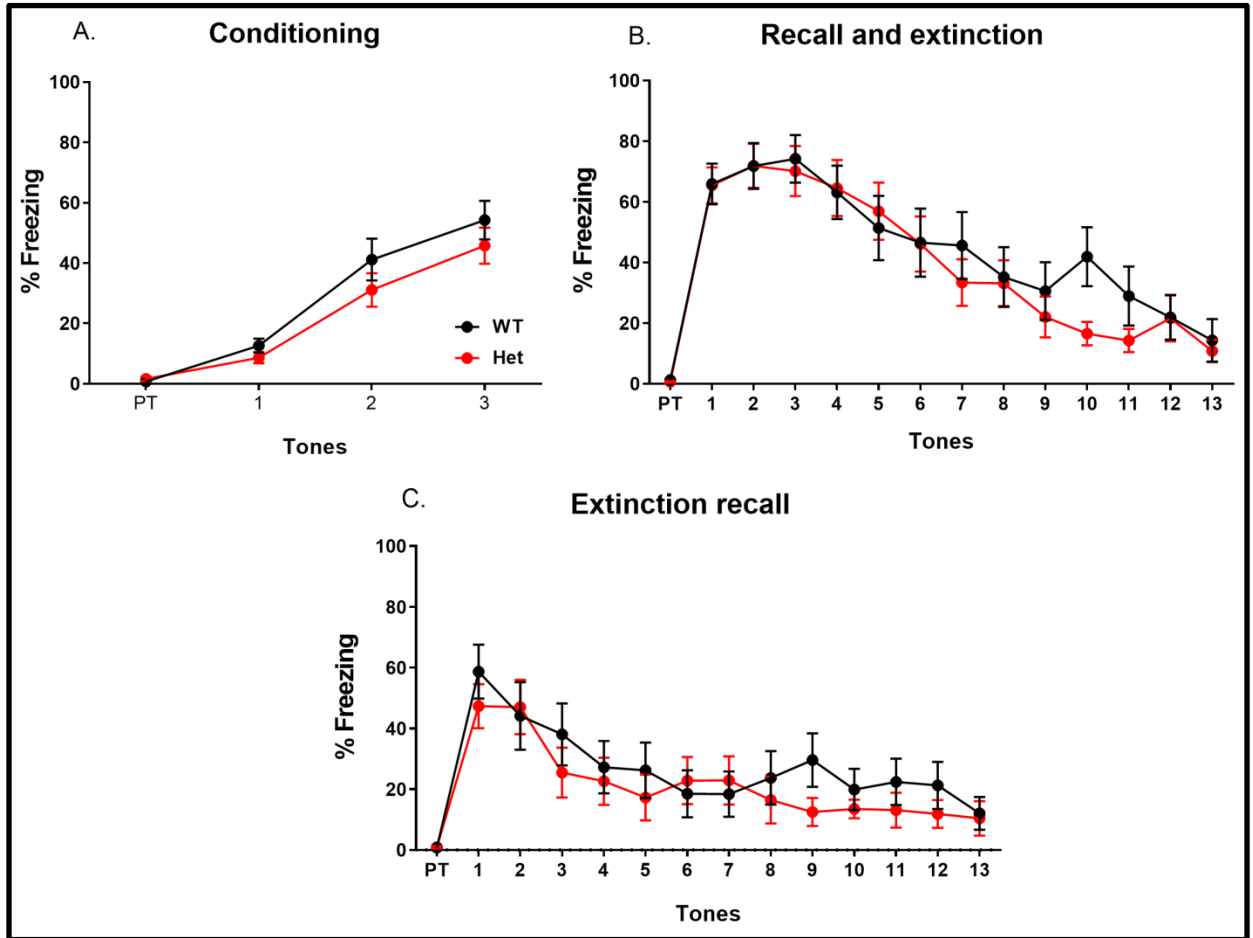 A.
Conditioning
% Freezing
100
80
60
40
20
0
PT 1 2 3
Tones
WT
Het
B.
Recall and extinction
% Freezing
100
80
60
40
20
0
PT 1 2 3 4 5 6 7 8 9 10 11 12 13
Tones
C.
Extinction recall
% Freezing
100
80
60
40
20
0
PT 1 2 3 4 5 6 7 8 9 10 11 12 13
Tones